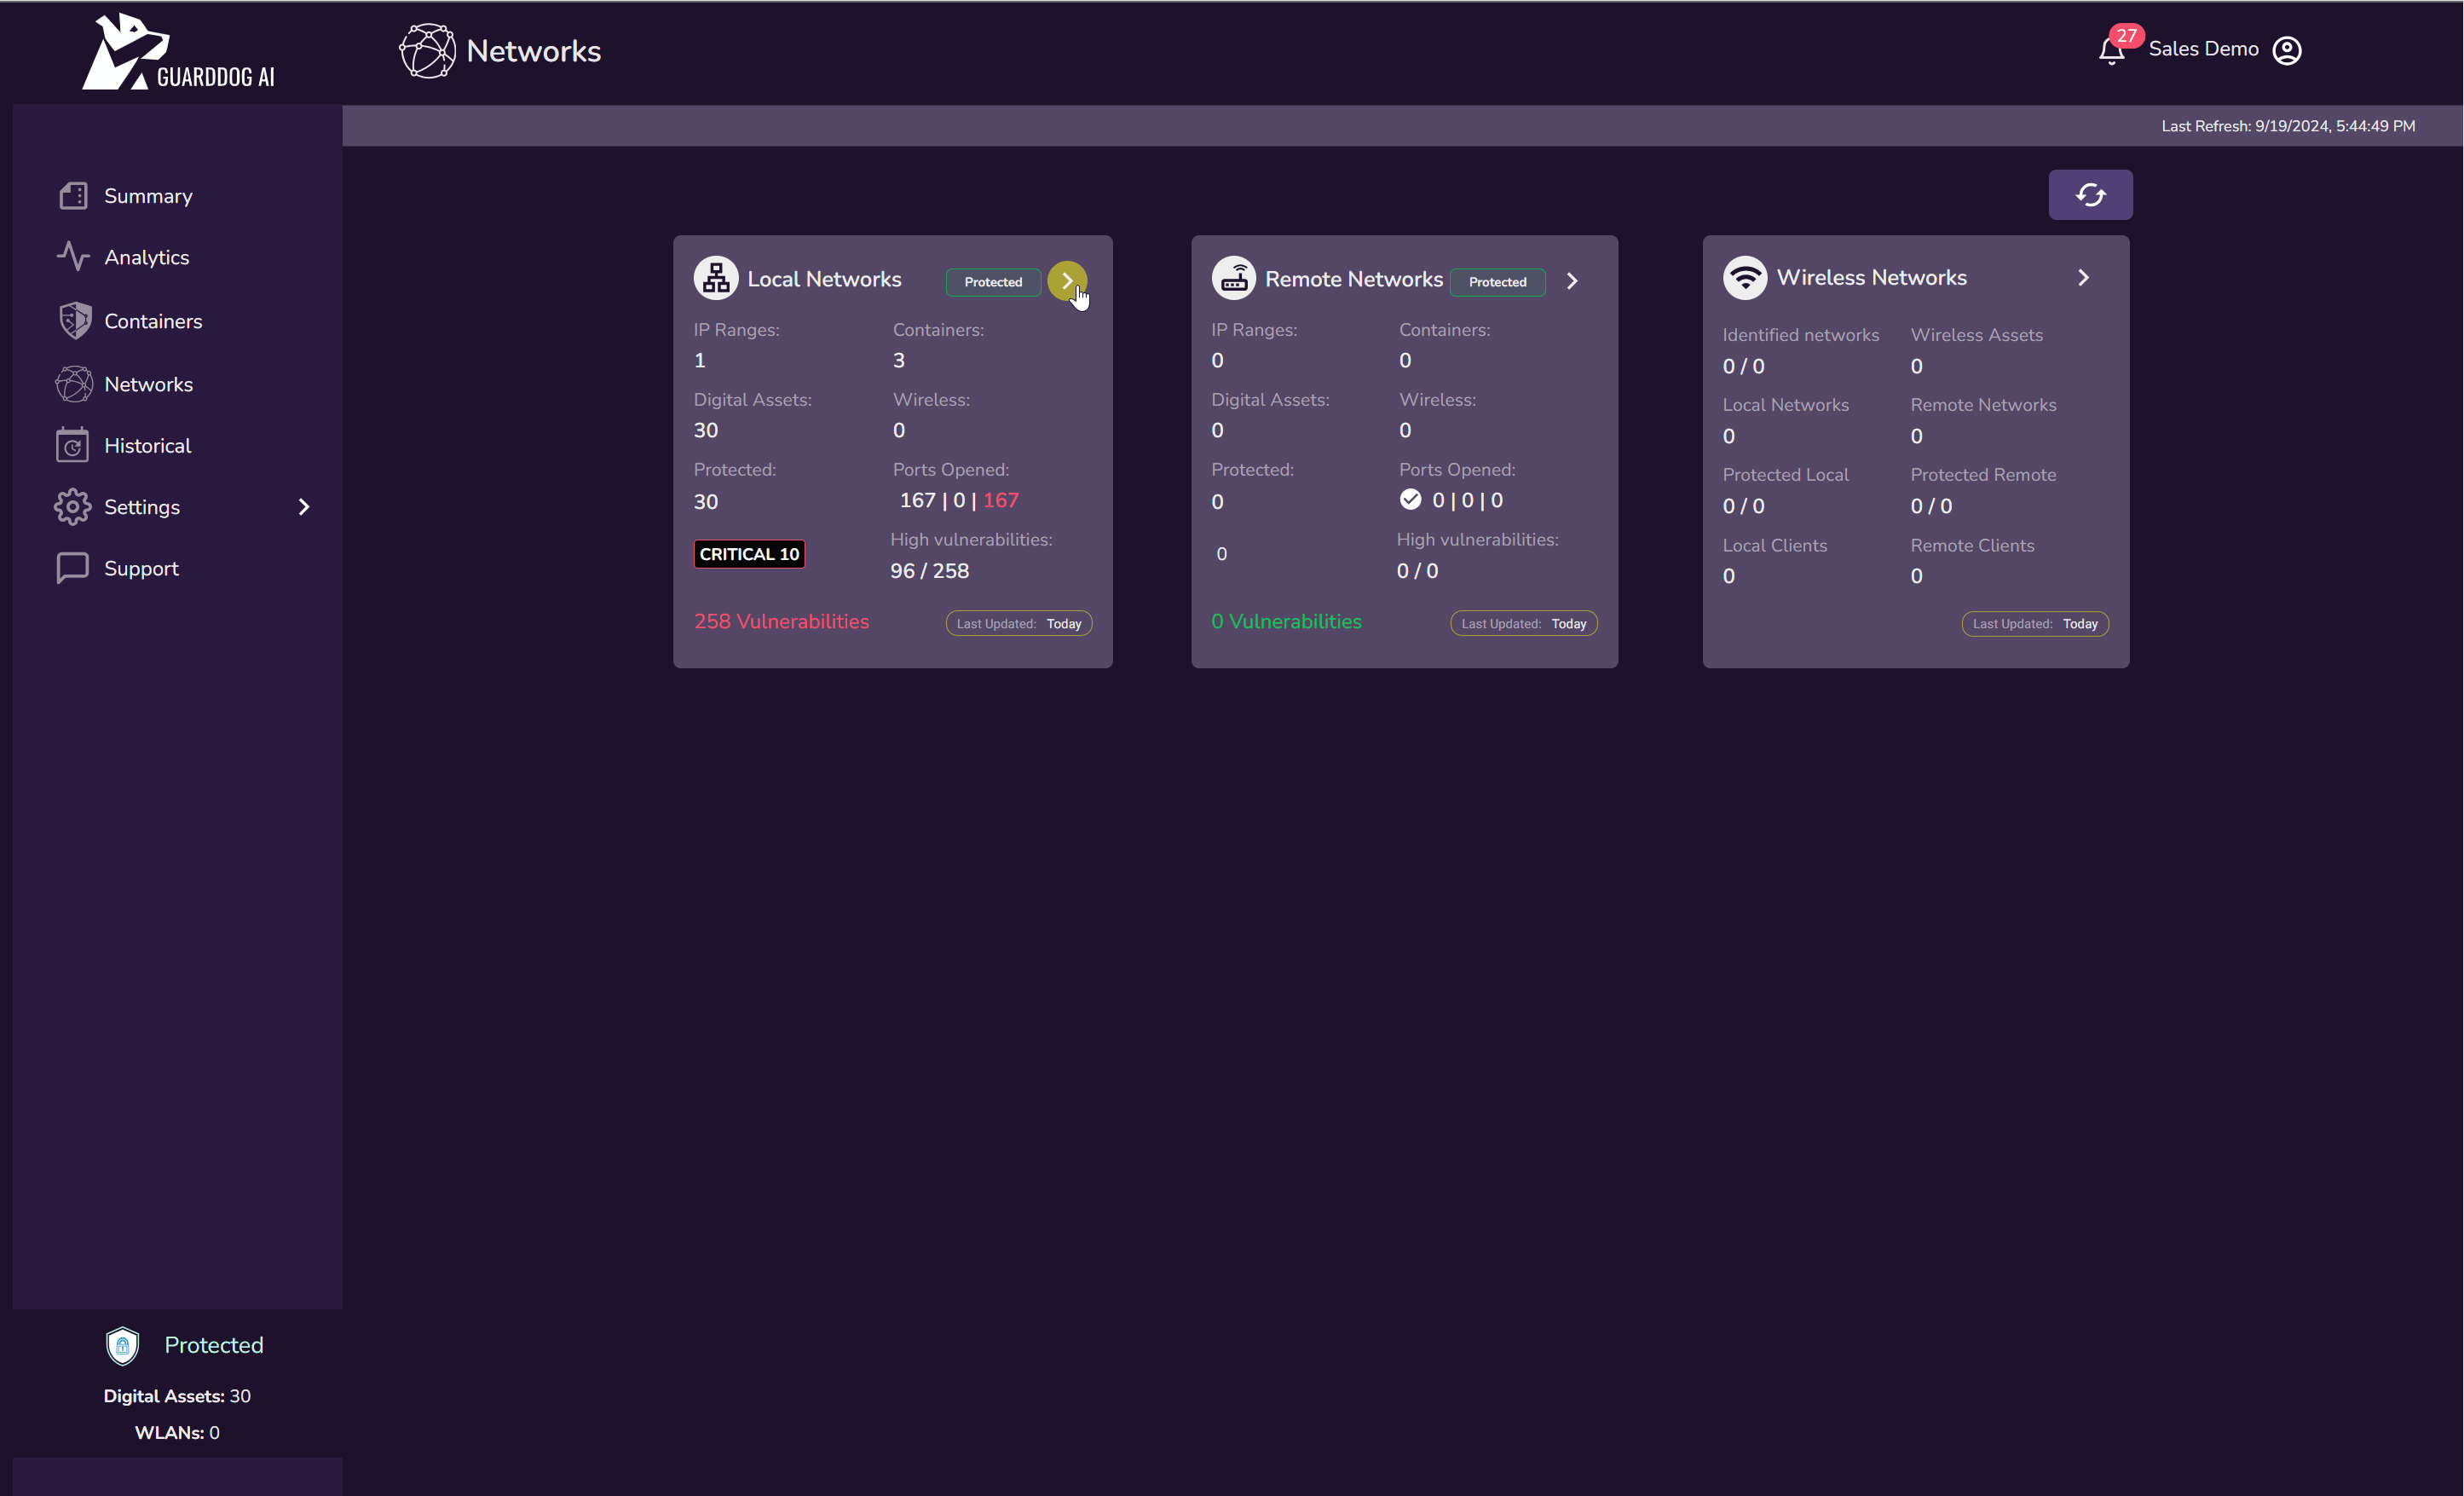 GUARDDOG AI
Networks
27
Sales Demo
Last Refresh: 9/19/2024, 5:44:49 PM
Summary
Analytics
Containers
Networks
Historical
Settings
Support
Local Networks
Protected
IP Ranges:
Containers:
1
3
Digital Assets:
Wireless:
30
0
Protected:
Ports Opened:
30
167 | 0 | 167
CRITICAL 10
High vulnerabilities:
96 / 258
258 Vulnerabilities
Last Updated: Today
Remote Networks
Protected
IP Ranges:
Containers:
0
0
Digital Assets:
Wireless:
0
0
Protected:
Ports Opened:
0
0 | 0 | 0
High vulnerabilities:
0
0 / 0
0 Vulnerabilities
Last Updated: Today
Wireless Networks
Identified networks
Wireless Assets
0 / 0
0
Local Networks
Remote Networks
0
0
Protected Local
Protected Remote
0 / 0
0 / 0
Local Clients
Remote Clients
0
0
Last Updated: Today
Protected
Digital Assets: 30
WLANs: 0